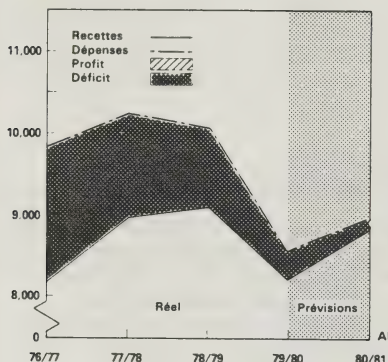 11,000
10,000
9,000
8,000
0
Recettes
Dépenses
Profit
Déficit
Réel
Prévisions
A
76/77 77/78 78/79 79/80 80/81